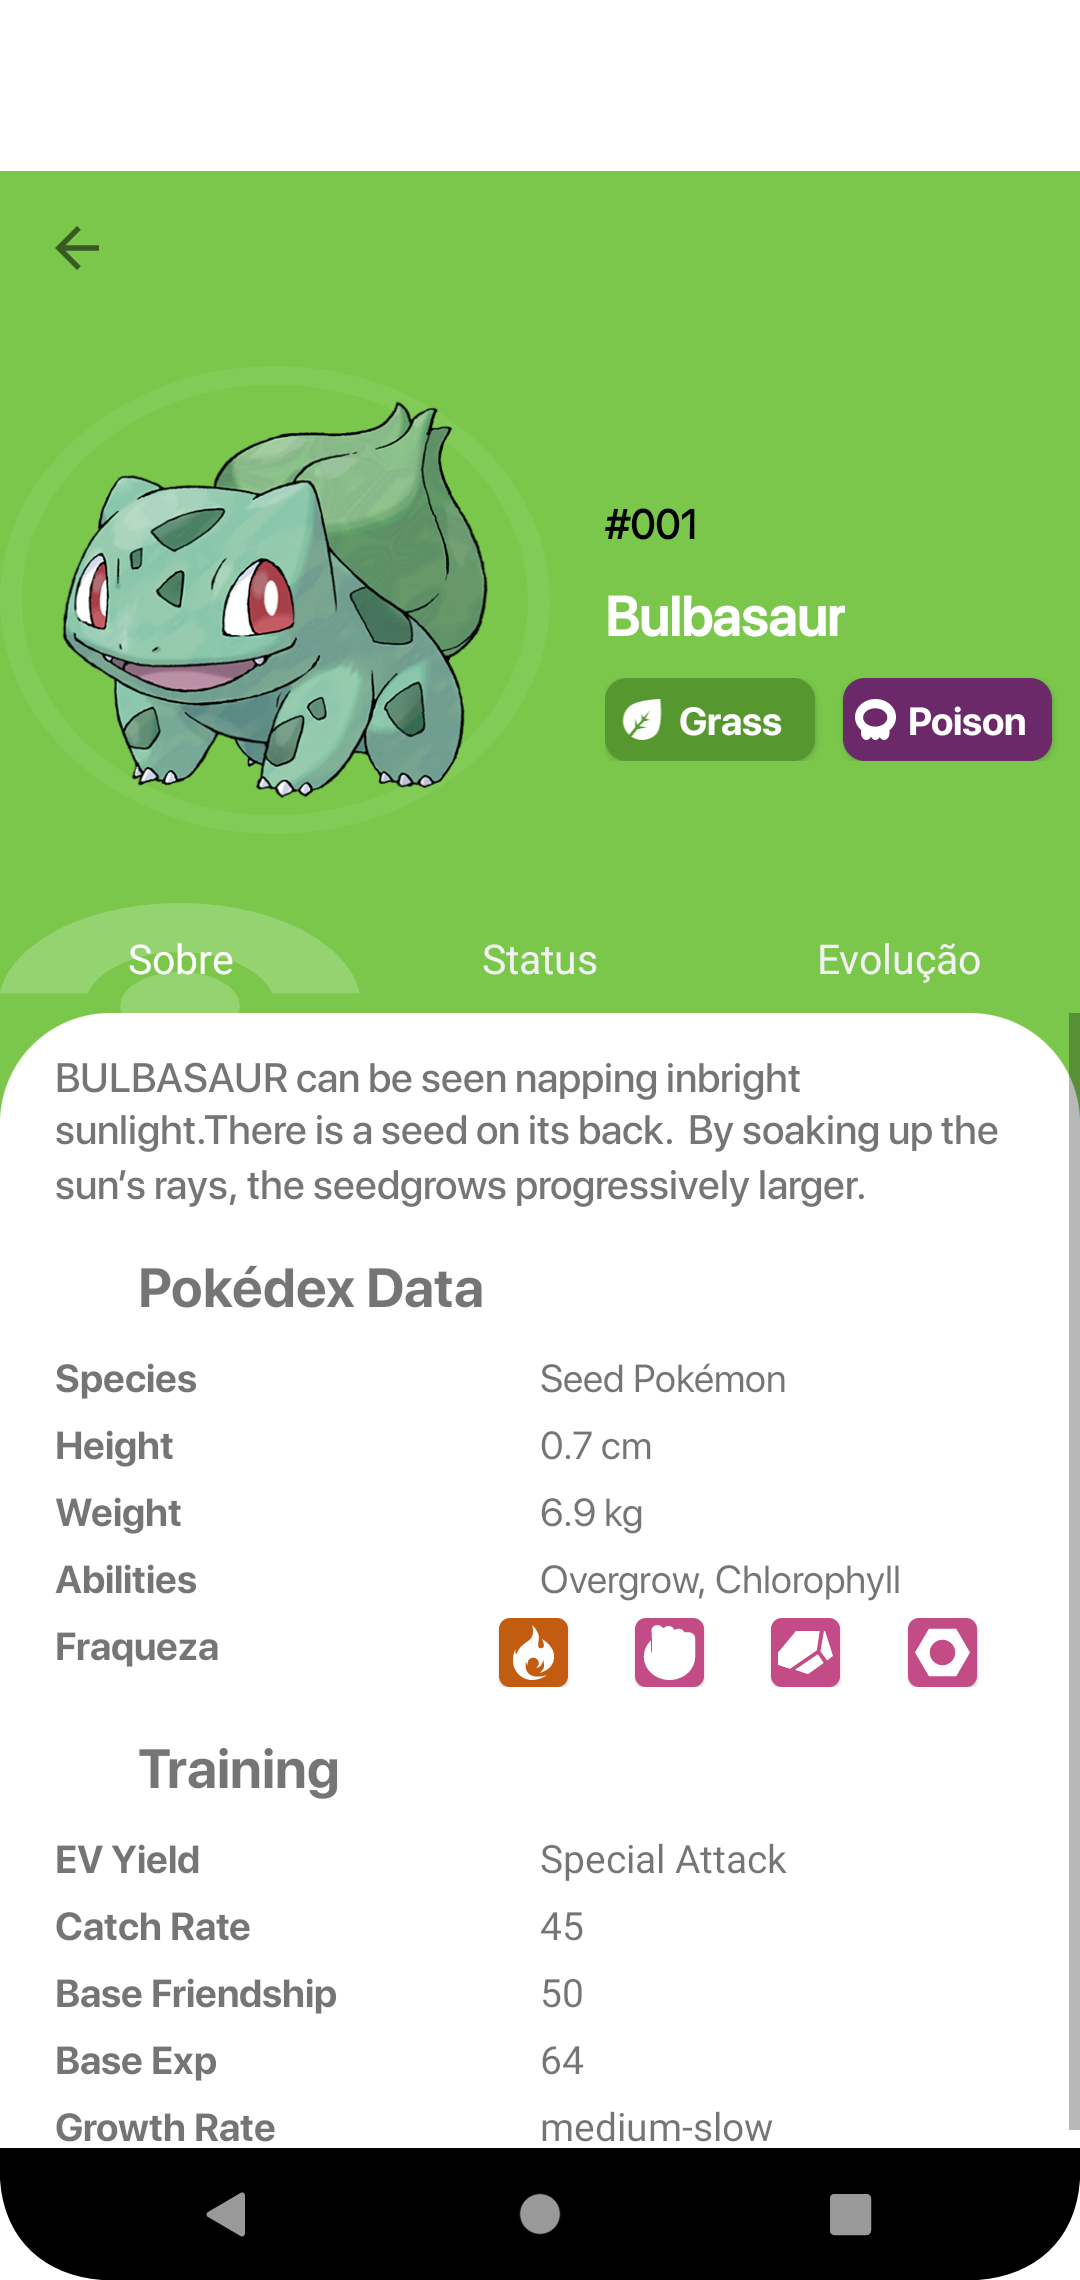 #001
Bulbasaur
Grass Poison
Sobre Status Evolução
BULBASAUR can be seen napping inbright
sunlight.There is a seed on its back.  By soaking up the
sun’s rays, the seedgrows progressively larger.
Pokédex Data
Species Seed Pokémon
Height 0.7 cm
Weight 6.9 kg
Abilities Overgrow, Chlorophyll
Fraqueza
Training
EV Yield Special Attack
Catch Rate 45
Base Friendship 50
Base Exp 64
Growth Rate medium-slow